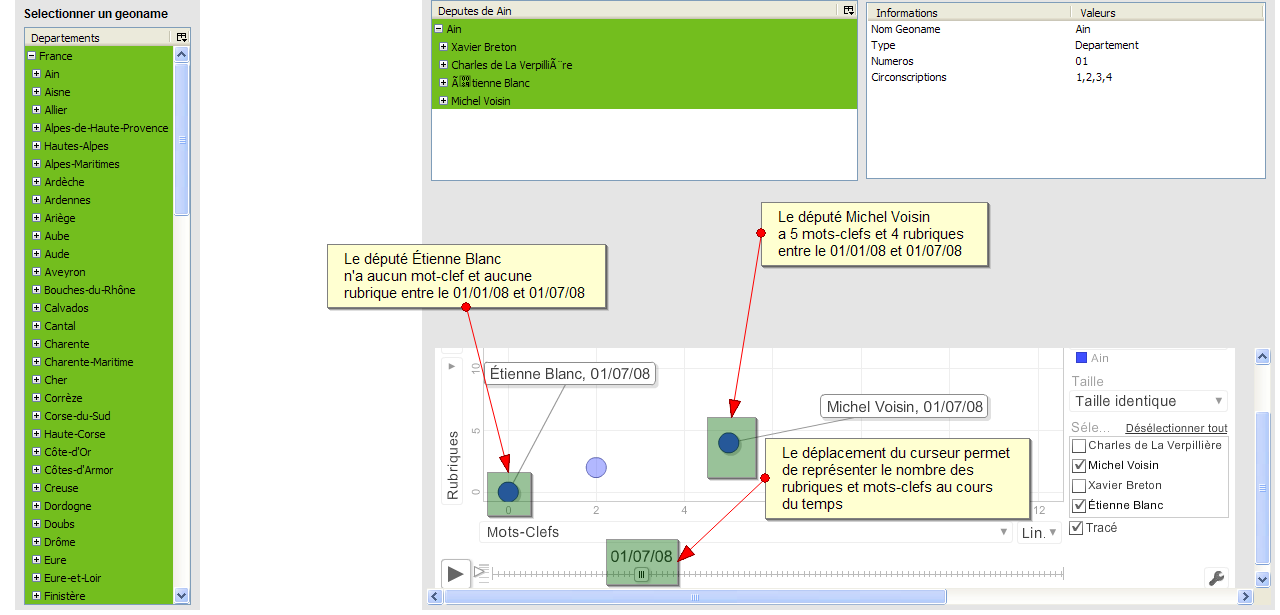 Selectionner un geoname
Departements
France
Ain
Aisne
Allier
Alpes-de-Haute-Provence
Hautes-Alpes
Alpes-Maritimes
Ardèche
Ardennes
Ariège
Aube
Aude
Aveyron
Bouches-du-Rhône
Calvados
Cantal
Charente
Charente-Maritime
Cher
Corrèze
Corse-du-Sud
Haute-Corse
Côte-d'Or
Côtes-d'Armor
Creuse
Dordogne
Doubs
Drôme
Eure
Eure-et-Loir
Finistère
Deputes de Ain
Ain
Xavier Breton
Charles de La VerpilliÃ¨re
tienne Blanc
Michel Voisin
Informations Valeurs
Nom Geoname Ain
Type Departement
Numeros 01
Circonscriptions 1,2,3,4
Le député Michel Voisin
a 5 mots-clefs et 4 rubriques
entre le 01/01/08 et 01/07/08
Le député Étienne Blanc
n'a aucun mot-clef et aucune
rubrique entre le 01/01/08 et 01/07/08
10
5
0
Rubriques
Étienne Blanc, 01/07/08
Michel Voisin, 01/07/08
Le déplacement du curseur permet
de représenter le nombre des
rubriques et mots-clefs au cours
du temps
0 2 4 12
Mots-Clefs
Lin.
01/07/08
Ain
Taille
Taille identique
Séle... Désélectionner tout
Charles de La Verpillière
Michel Voisin
Xavier Breton
Étienne Blanc
Tracé